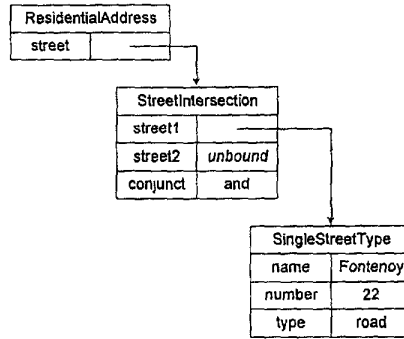 ResidentialAddress
street
StreetIntersection
street1
street2 unbound
conjunct and
SingleStreetType
name Fontenoy
number 22
type road